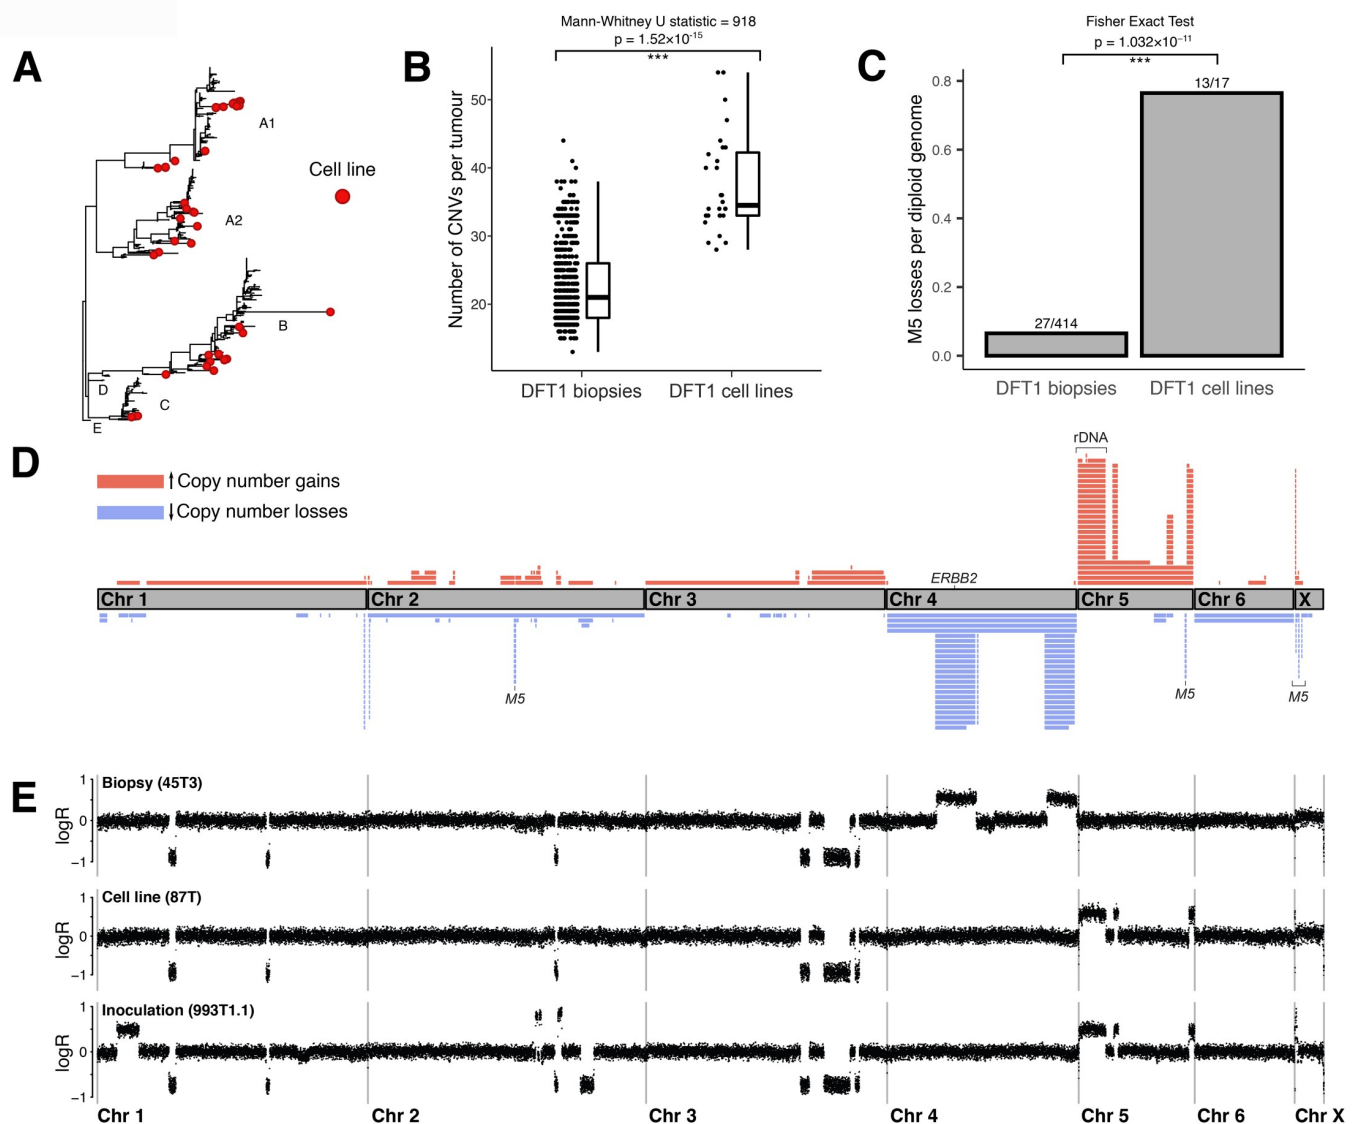 A
A1
Cell line
A2
B
D
C
E
B
Mann-Whitney U statistic = 918
p = 1.52×10-15
***
Number of CNVs per tumour
50
40
30
20
DFT1 biopsies
DFT1 cell lines
C
Fisher Exact Test
p = 1.032×10−11
***
M5 losses per diploid genome
0.8
0.6
0.4
0.2
0.0
27/414
13/17
DFT1 biopsies
DFT1 cell lines
D
↑Copy number gains
↓Copy number losses
rDNA
ERBB2
Chr 1
Chr 2
Chr 3
Chr 4
Chr 5
Chr 6
X
M5
M5
M5
E
Biopsy (45T3)
logR
1
0
−1
Cell line (87T)
logR
1
0
−1
Inoculation (993T1.1)
logR
1
0
−1
Chr 1
Chr 2
Chr 3
Chr 4
Chr 5
Chr 6
Chr X